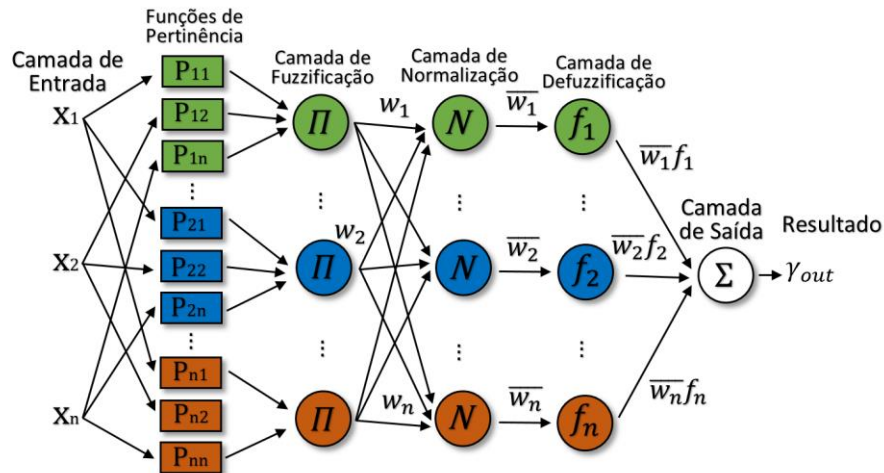 Funções de
Pertinência
Camada de
Entrada
Camada de
Fuzzificação
Camada de
Normalização
Camada de
Defuzzificação
Camada
de Saída
Resultado
X₁
X₂
Xₙ
P₁₁
P₁₂
P₁ₙ
⋮
P₂₁
P₂₂
P₂ₙ
⋮
Pₙ₁
Pₙ₂
Pₙₙ
Π
⋮
Π
⋮
Π
w₁
w₂
wₙ
N
⋮
N
⋮
N
w̅₁
w̅₂
w̅ₙ
f₁
⋮
f₂
⋮
fₙ
w̅₁f₁
w̅₂f₂
w̅ₙfₙ
Σ
γₒᵤₜ